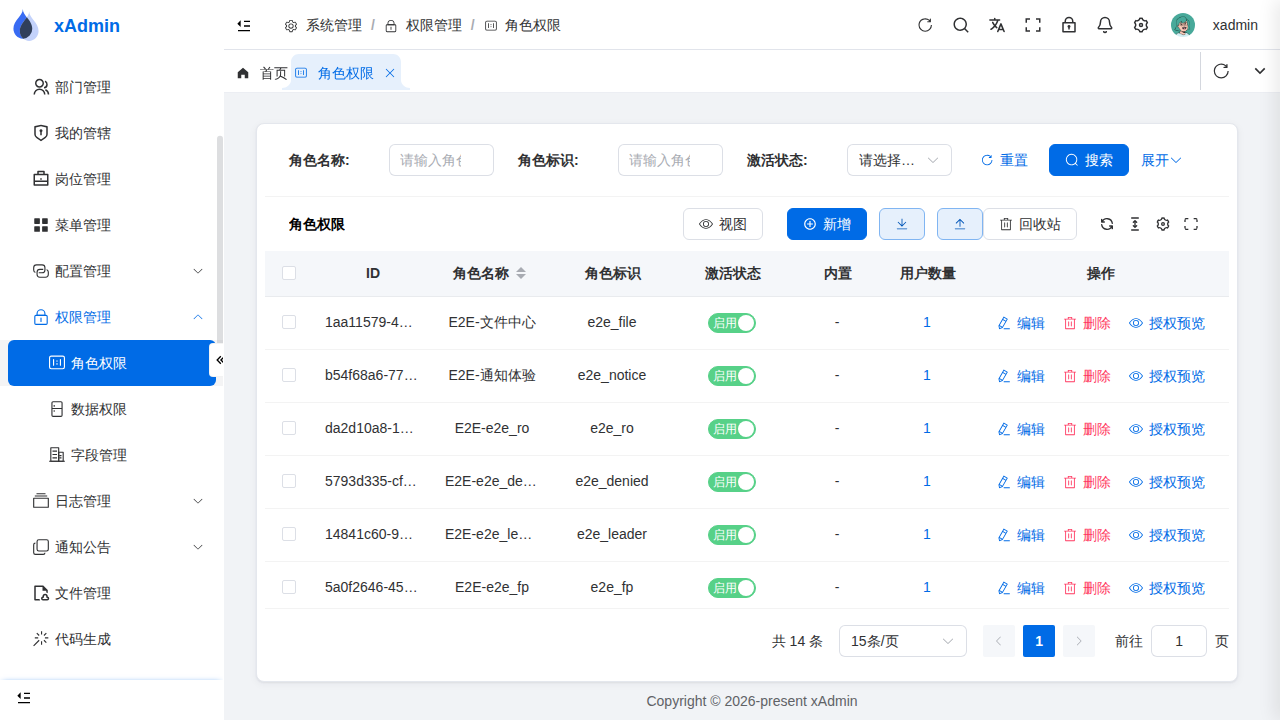 xAdmin
系统管理 / 权限管理 / 角色权限
xadmin
首页
角色权限
部门管理
我的管辖
岗位管理
菜单管理
配置管理
权限管理
角色权限
数据权限
字段管理
日志管理
通知公告
文件管理
代码生成
角色名称: 请输入角色 角色标识: 请输入角色 激活状态: 请选择… 重置 搜索 展开
角色权限 视图 新增 回收站
ID 角色名称 角色标识 激活状态 内置 用户数量 操作
1aa11579-4… E2E-文件中心 e2e_file 启用 - 1 编辑 删除 授权预览
b54f68a6-77… E2E-通知体验 e2e_notice 启用 - 1 编辑 删除 授权预览
da2d10a8-1… E2E-e2e_ro e2e_ro 启用 - 1 编辑 删除 授权预览
5793d335-cf… E2E-e2e_de… e2e_denied 启用 - 1 编辑 删除 授权预览
14841c60-9… E2E-e2e_le… e2e_leader 启用 - 1 编辑 删除 授权预览
5a0f2646-45… E2E-e2e_fp e2e_fp 启用 - 1 编辑 删除 授权预览
共 14 条 15条/页 1 前往 1 页
Copyright © 2026-present xAdmin